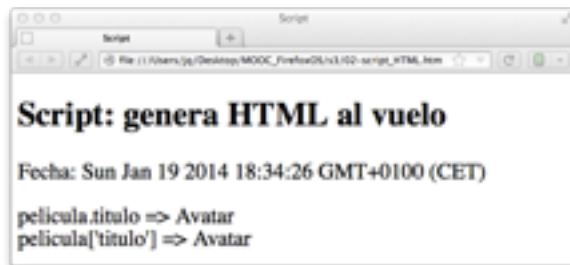 Script
Script
file:///Users/jq/Desktop/MOOC_FirefoxOS/s3/02-script_HTML.htm
Script: genera HTML al vuelo
Fecha: Sun Jan 19 2014 18:34:26 GMT+0100 (CET)
pelicula.titulo => Avatar
pelicula['titulo'] => Avatar